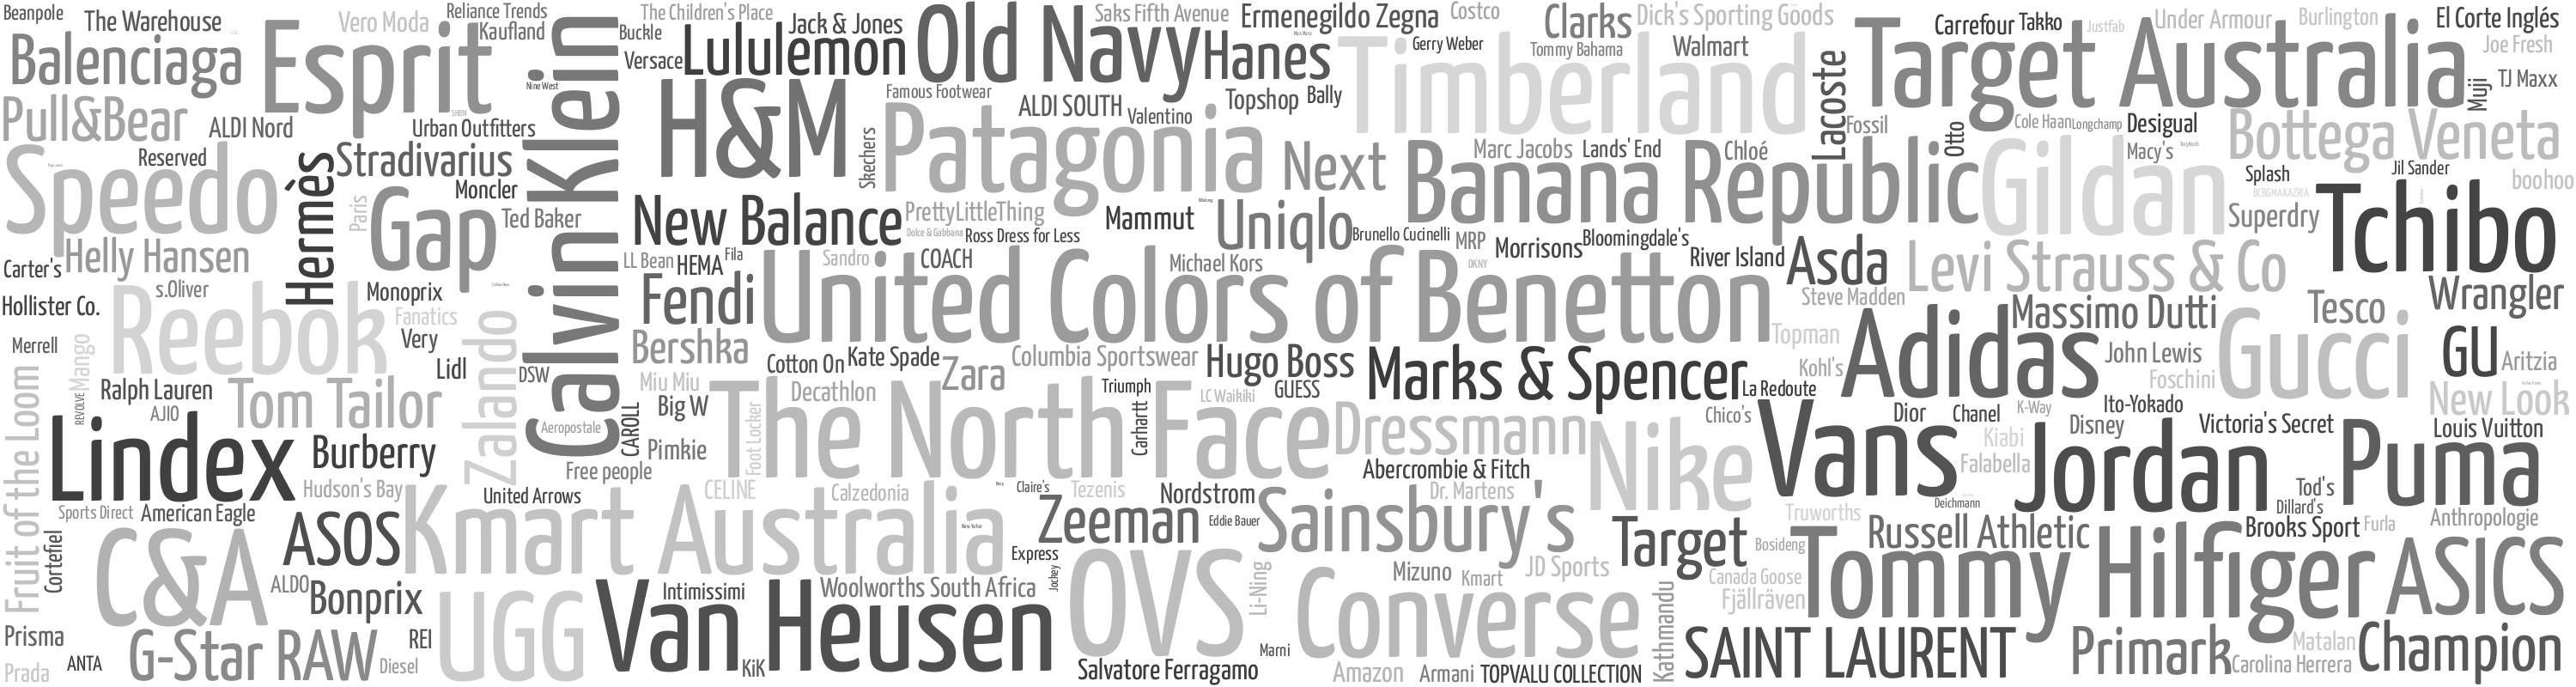 Beanpole
The Warehouse
Vero Moda
Reliance Trends
Kaufland
The Children's Place
Buckle
Jack & Jones
Saks Fifth Avenue
Ermenegildo Zegna
Costco
Clarks
Dick's Sporting Goods
Carrefour
Takko
Justfab
Under Armour
Burlington
El Corte Inglés
Joe Fresh
Balenciaga
Esprit
Calvin Klein
Versace
Lululemon
Old Navy
Hanes
Timberland
Gerry Weber
Tommy Bahama
Walmart
Lacoste
Target Australia
Muji
TJ Maxx
Nine West
SHEIN
Pull&Bear
ALDI Nord
Urban Outfitters
H&M
Famous Footwear
ALDI SOUTH
Valentino
Topshop
Bally
Fossil
Otto
Cole Haan
Longchamp
Desigual
Bottega Veneta
Speedo
Reserved
Hermès
Stradivarius
Moncler
Skechers
Patagonia
Next
Marc Jacobs
Lands' End
Banana Republic
Chloé
Gildan
Macy's
Splash
Jil Sander
boohoo
BCBGMAXAZRIA
Paris
Gap
Ted Baker
New Balance
PrettyLittleThing
Dolce & Gabbana
Ross Dress for Less
Mammut
Uniqlo
Brunello Cucinelli
MRP
Morrisons
Bloomingdale's
River Island
Superdry
Tchibo
Helly Hansen
Carter's
LL Bean
HEMA
Fila
Sandro
COACH
Michael Kors
DKNY
Asda
Levi Strauss & Co
Hollister Co.
s.Oliver
Monoprix
Fendi
United Colors of Benetton
Steve Madden
Massimo Dutti
Tesco
Wrangler
Reebok
Fanatics
Very
Zalando
Bershka
Topman
Adidas
John Lewis
Gucci
GU
Aritzia
Merrell
Mango
REVOLVE
Lidl
DSW
Cotton On
Kate Spade
Zara
Columbia Sportswear
Hugo Boss
Marks & Spencer
Kohl's
La Redoute
Foschini
New Look
Ralph Lauren
AJIO
Tom Tailor
Miu Miu
Big W
Decathlon
Triumph
LC Waikiki
GUESS
Chico's
Dior
Chanel
K-Way
Ito-Yokado
Disney
Victoria's Secret
Louis Vuitton
Fruit of the Loom
Lindex
Burberry
Aeropostale
CAROLL
Pimkie
Foot Locker
The North Face
Carhartt
Dressmann
Abercrombie & Fitch
Nike
Vans
Kiabi
Falabella
Jordan
Puma
Hudson's Bay
Free people
United Arrows
CELINE
Calzedonia
Claire's
Tezenis
Nordstrom
Dr. Martens
Deichmann
Tod's
Dillard's
Sports Direct
American Eagle
ASOS
Kmart Australia
New Yorker
Zeeman
Eddie Bauer
Sainsbury's
Target
Truworths
Bosideng
Russell Athletic
Brooks Sport
Furla
Anthropologie
Cortefiel
C&A
ALDO
Bonprix
Express
Jockey
OVS
Li-Ning
Mizuno
Kmart
JD Sports
Canada Goose
Fjällräven
Tommy Hilfiger
ASICS
UGG
Van Heusen
Intimissimi
Woolworths South Africa
Converse
Kathmandu
Prisma
G-Star RAW
REI
Prada
ANTA
Diesel
KiK
Salvatore Ferragamo
Marni
Amazon
Armani
TOPVALU COLLECTION
SAINT LAURENT
Primark
Matalan
Carolina Herrera
Champion